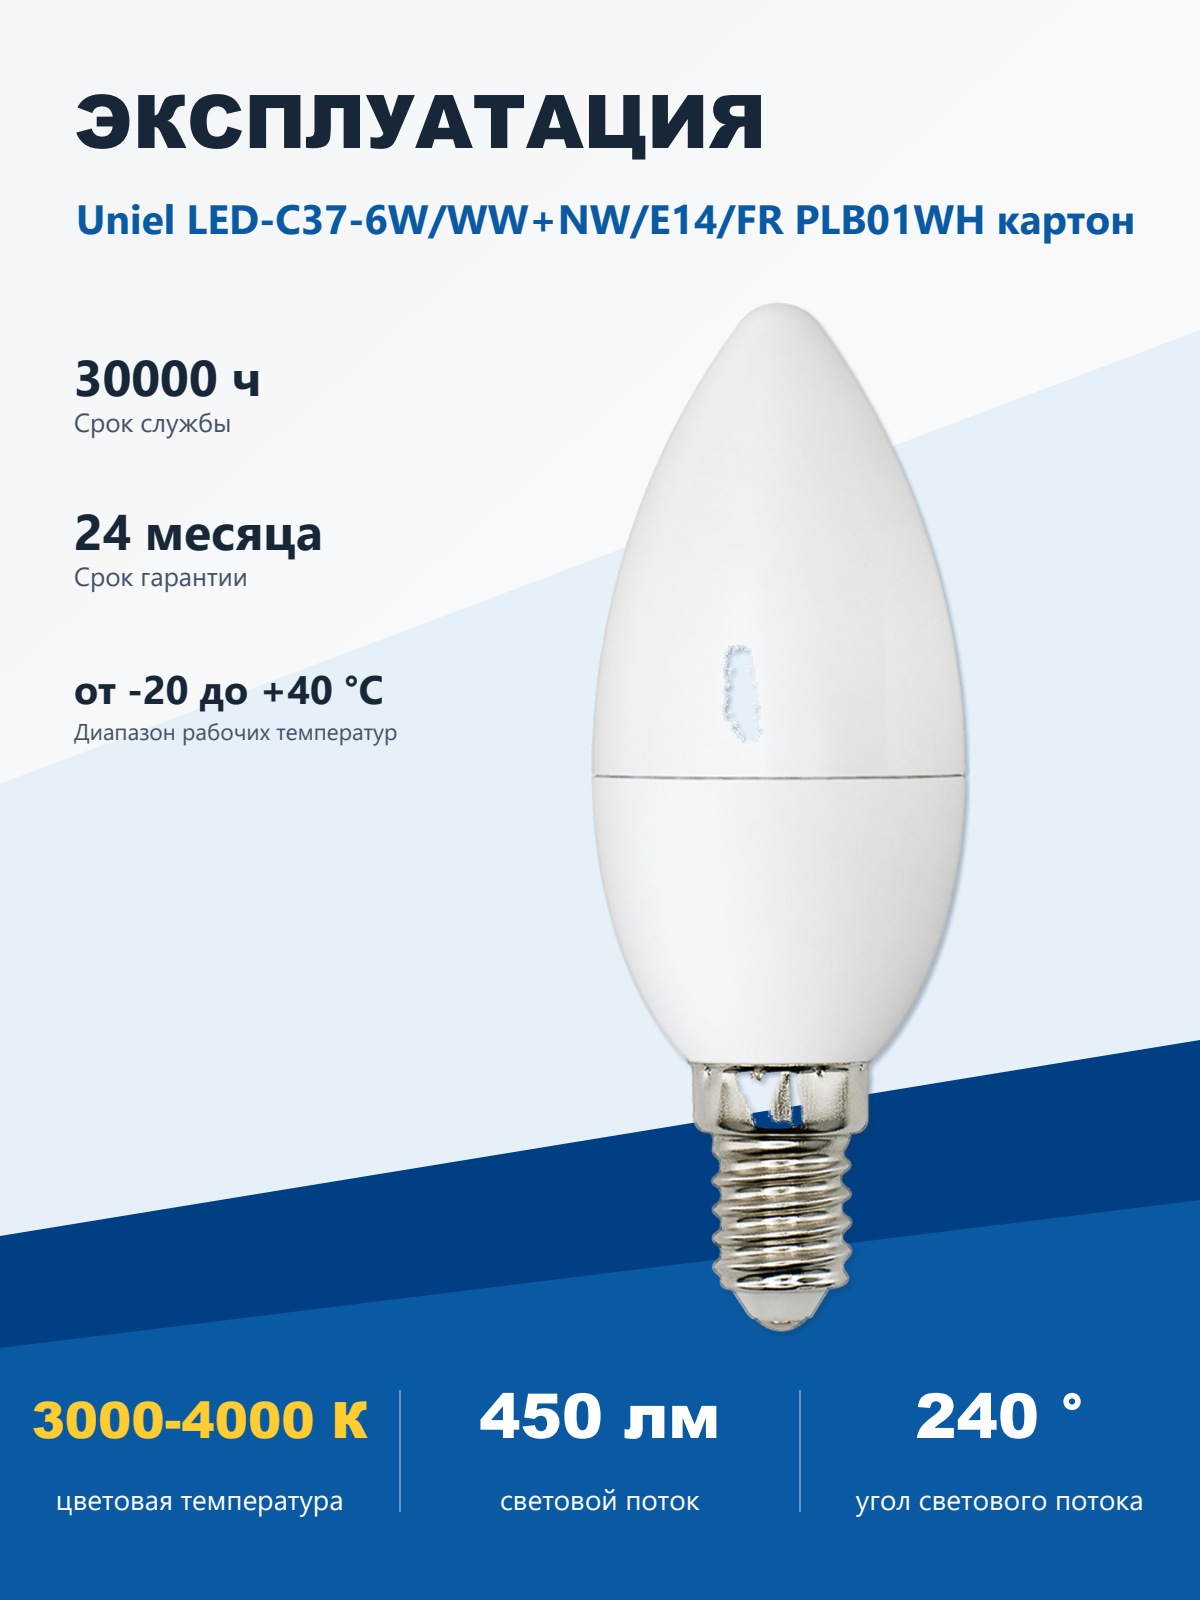 ЭКСПЛУАТАЦИЯ
Uniel LED-C37-6W/WW+NW/E14/FR PLB01WH картон
30000 ч
Срок службы
24 месяца
Срок гарантии
от -20 до +40 °C
Диапазон рабочих температур
3000-4000 К
цветовая температура
450 лм
световой поток
240 °
угол светового потока